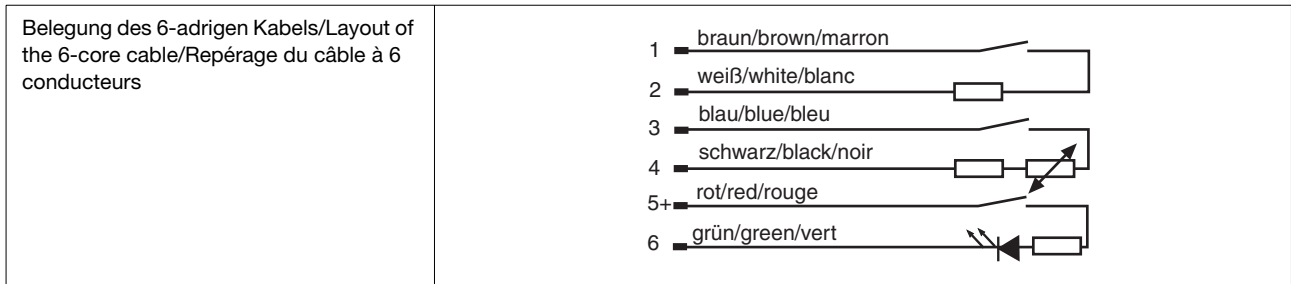 Belegung des 6-adrigen Kabels/Layout of
the 6-core cable/Repérage du câble à 6
conducteurs
1 braun/brown/marron
2 weiß/white/blanc
3 blau/blue/bleu
4 schwarz/black/noir
5+ rot/red/rouge
6 grün/green/vert